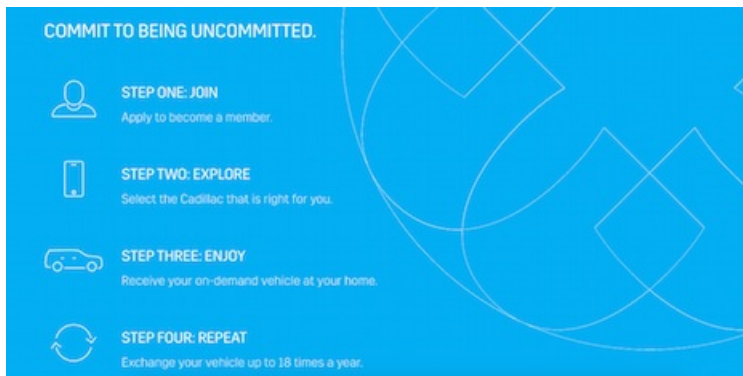 COMMIT TO BEING UNCOMMITTED.
STEP ONE: JOIN
Apply to become a member.
STEP TWO: EXPLORE
Select the Cadillac that is right for you.
STEP THREE: ENJOY
Receive your on-demand vehicle at your home.
STEP FOUR: REPEAT
Exchange your vehicle up to 18 times a year.